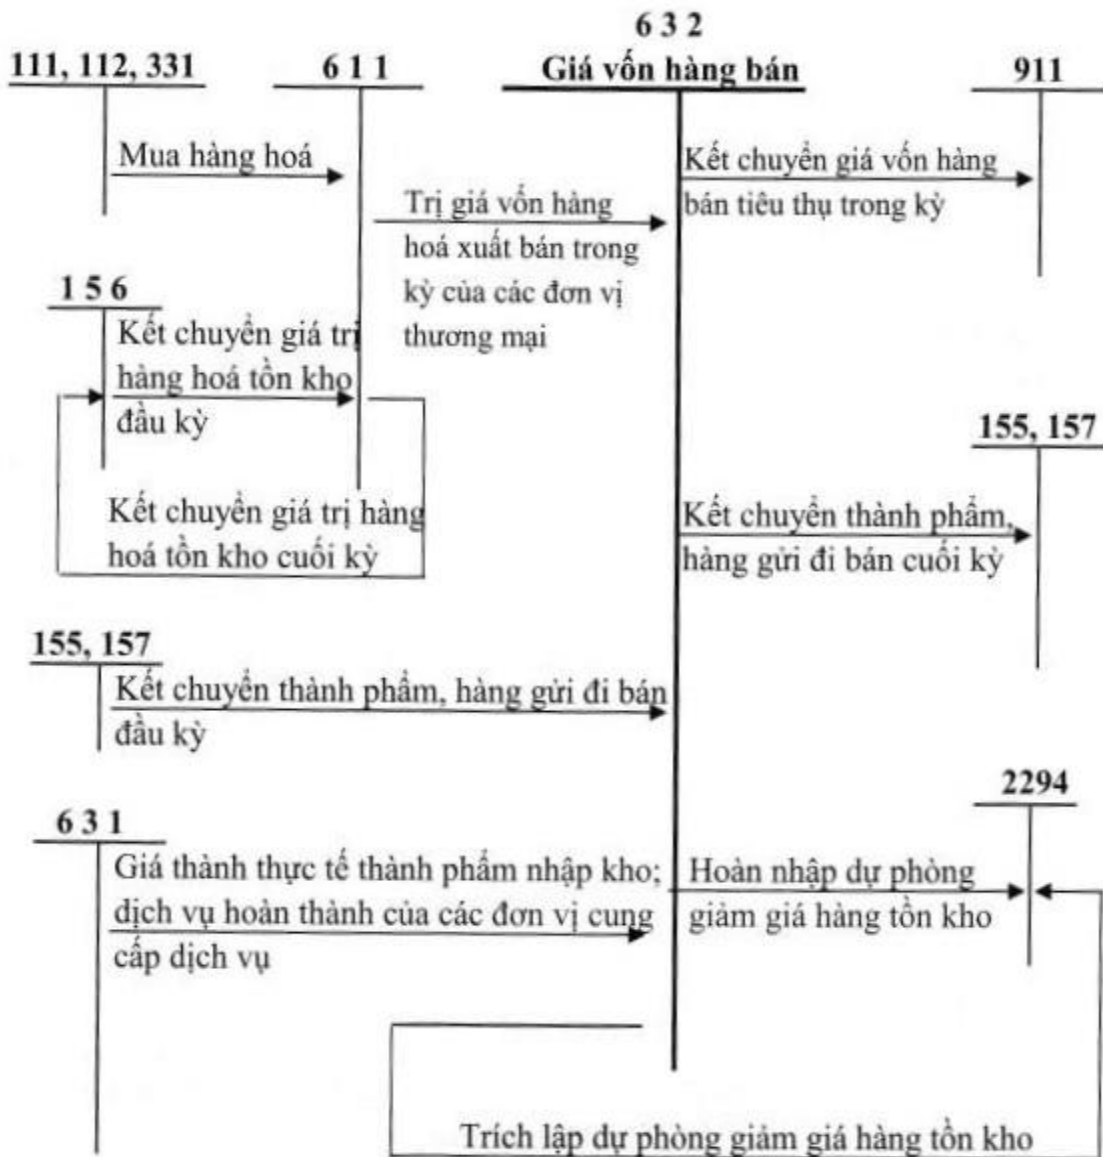 6 3 2
111, 112, 331
6 1 1
Giá vốn hàng bán
911
Mua hàng hoá
Kết chuyển giá vốn hàng
bán tiêu thụ trong kỳ
Trị giá vốn hàng
hoá xuất bán trong
kỳ của các đơn vị
thương mại
1 5 6
Kết chuyển giá trị
hàng hoá tồn kho
đầu kỳ
155, 157
Kết chuyển giá trị hàng
hoá tồn kho cuối kỳ
Kết chuyển thành phẩm,
hàng gửi đi bán cuối kỳ
155, 157
Kết chuyển thành phẩm, hàng gửi đi bán
đầu kỳ
2294
6 3 1
Giá thành thực tế thành phẩm nhập kho;
dịch vụ hoàn thành của các đơn vị cung
cấp dịch vụ
Hoàn nhập dự phòng
giảm giá hàng tồn kho
Trích lập dự phòng giảm giá hàng tồn kho